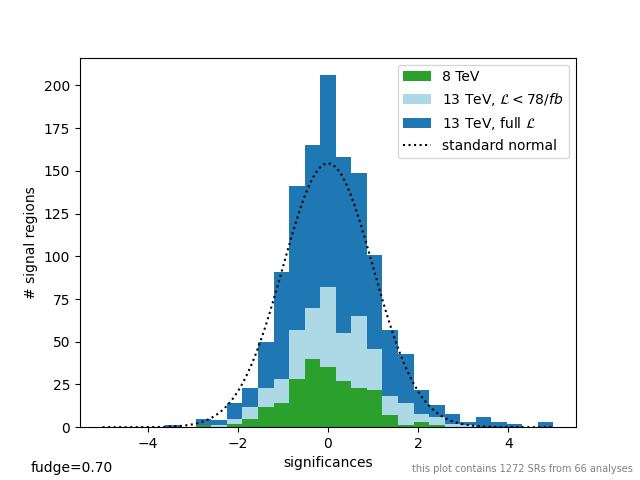 200
175
150
125
100
75
50
25
0
# signal regions
8 TeV
13 TeV, ℒ < 78/fb
13 TeV, full ℒ
standard normal
−4 −2 0 2 4
significances
fudge=0.70
this plot contains 1272 SRs from 66 analyses